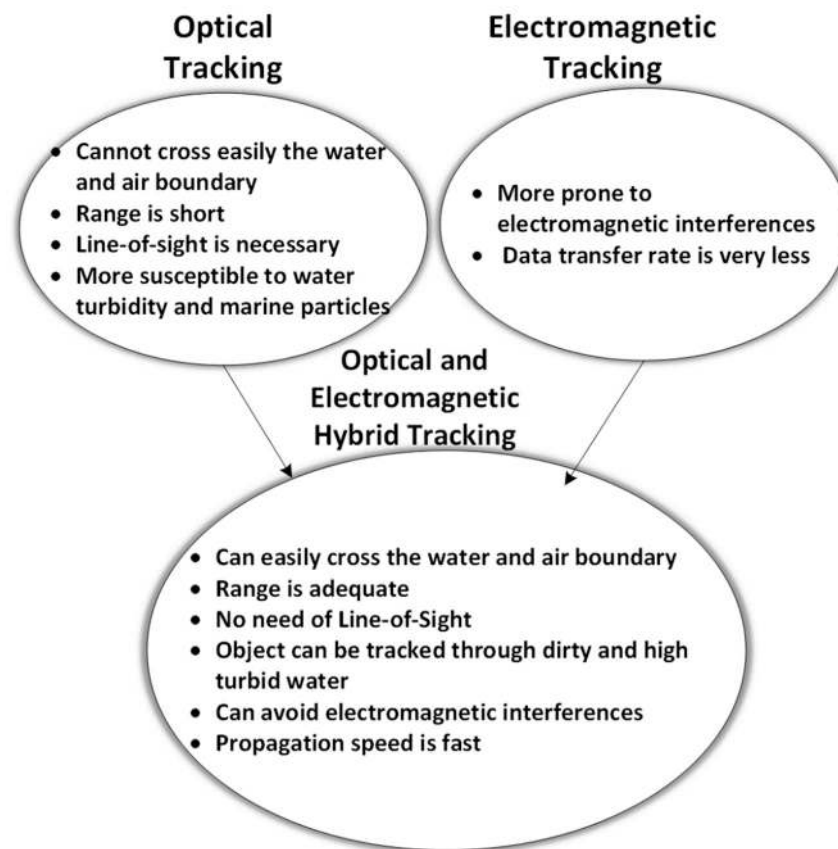 Optical
Tracking
• Cannot cross easily the water
and air boundary
• Range is short
• Line-of-sight is necessary
• More susceptible to water
turbidity and marine particles
Electromagnetic
Tracking
• More prone to
electromagnetic interferences
• Data transfer rate is very less
Optical and
Electromagnetic
Hybrid Tracking
• Can easily cross the water and air boundary
• Range is adequate
• No need of Line-of-Sight
• Object can be tracked through dirty and high
turbid water
• Can avoid electromagnetic interferences
• Propagation speed is fast